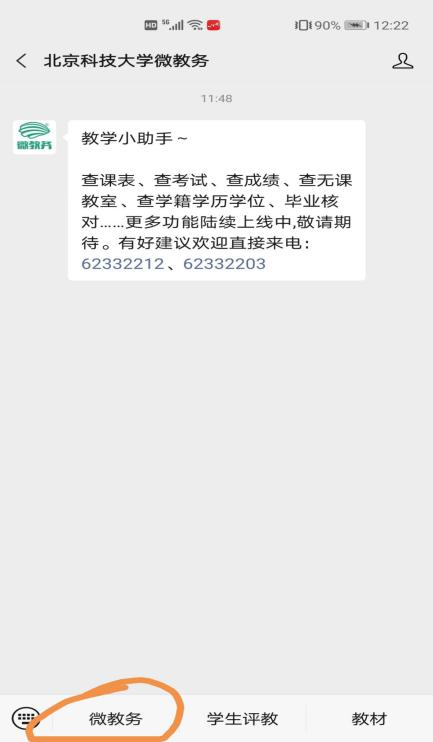 HD 5G 90% 12:22
北京科技大学微教务
11:48
微教务
教学小助手～
查课表、查考试、查成绩、查无课
教室、查学籍学历学位、毕业核
对......更多功能陆续上线中,敬请期
待。有好建议欢迎直接来电：
62332212、62332203
微教务 学生评教 教材